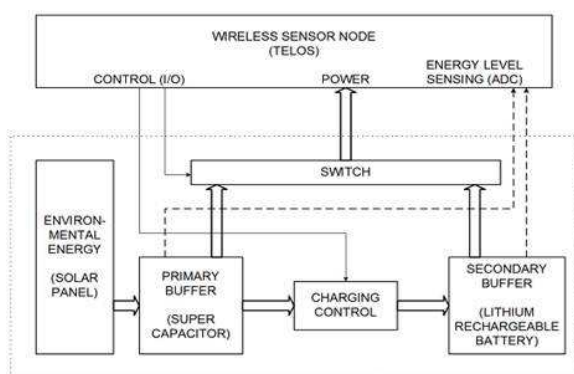 WIRELESS SENSOR NODE
(TELOS)
CONTROL (I/O)
POWER
ENERGY LEVEL
SENSING (ADC)
SWITCH
ENVIRON-
MENTAL
ENERGY
(SOLAR
PANEL)
PRIMARY
BUFFER
(SUPER
CAPACITOR)
CHARGING
CONTROL
SECONDARY
BUFFER
(LITHIUM
RECHARGEABLE
BATTERY)